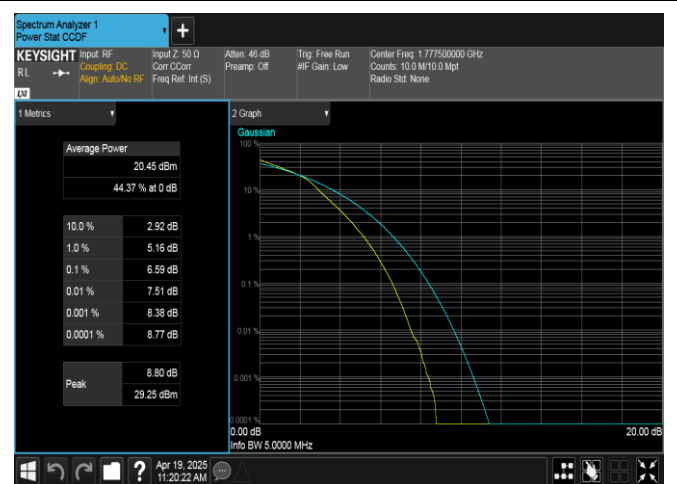 Spectrum Analyzer 1
Power Stat CCDF
+
KEYSIGHT
RL
LXI
Input: RF
Coupling: DC
Align: Auto/No RF
Input Z: 50 Ω
Corr CCorr
Freq Ref: Int (S)
Atten: 46 dB
Preamp: Off
Trig: Free Run
#IF Gain: Low
Center Freq: 1.777500000 GHz
Counts: 10.0 M/10.0 Mpt
Radio Std: None
1 Metrics
Average Power
20.45 dBm
44.37 % at 0 dB
10.0 % 2.92 dB
1.0 % 5.16 dB
0.1 % 6.59 dB
0.01 % 7.51 dB
0.001 % 8.38 dB
0.0001 % 8.77 dB
Peak
8.80 dB
29.25 dBm
2 Graph
Gaussian
100 %
10 %
1 %
0.1 %
0.01 %
0.001 %
0.0001 %
0.00 dB 20.00 dB
Info BW 5.0000 MHz
?
Apr 19, 2025
11:20:22 AM